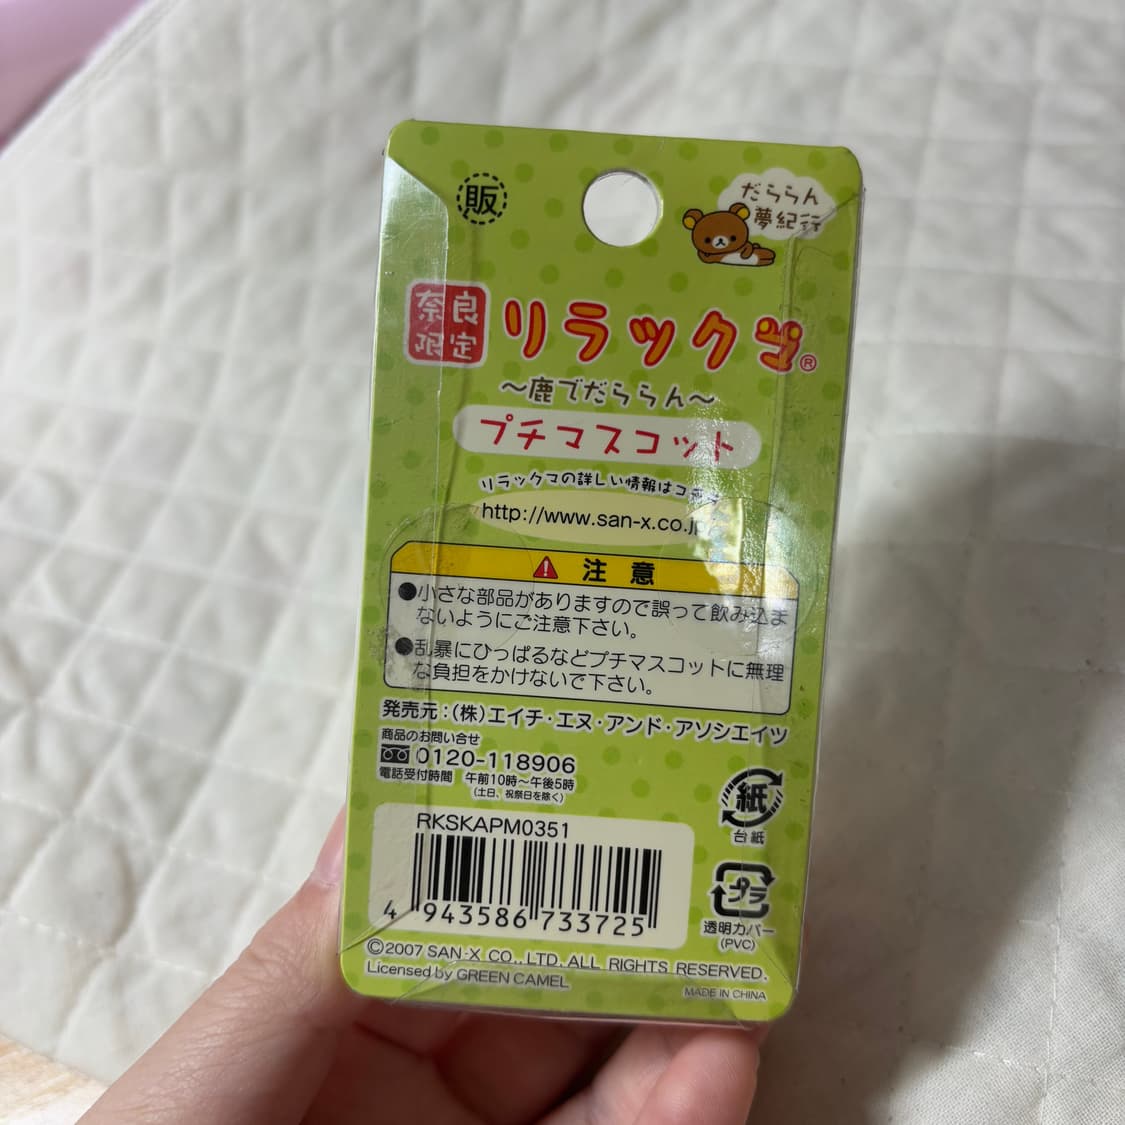 販
だららん
夢紀行
奈良
限定
リラックマ®
〜鹿でだららん〜
プチマスコット
リラックマの詳しい情報はコチラ
http://www.san-x.co.jp
注意
●小さな部品がありますので誤って飲み込ま
ないようにご注意下さい。
●乱暴にひっぱるなどプチマスコットに無理
な負担をかけないで下さい。
発売元:(株)エイチ・エヌ・アンド・アソシエイツ
商品のお問い合せ
0120-118906
電話受付時間 午前10時〜午後5時
(土日、祝祭日を除く)
RKSKAPM0351
4 943586 733725
紙
台紙
プラ
透明カバー
(PVC)
©2007 SAN-X CO., LTD. ALL RIGHTS RESERVED.
Licensed by GREEN CAMEL
MADE IN CHINA